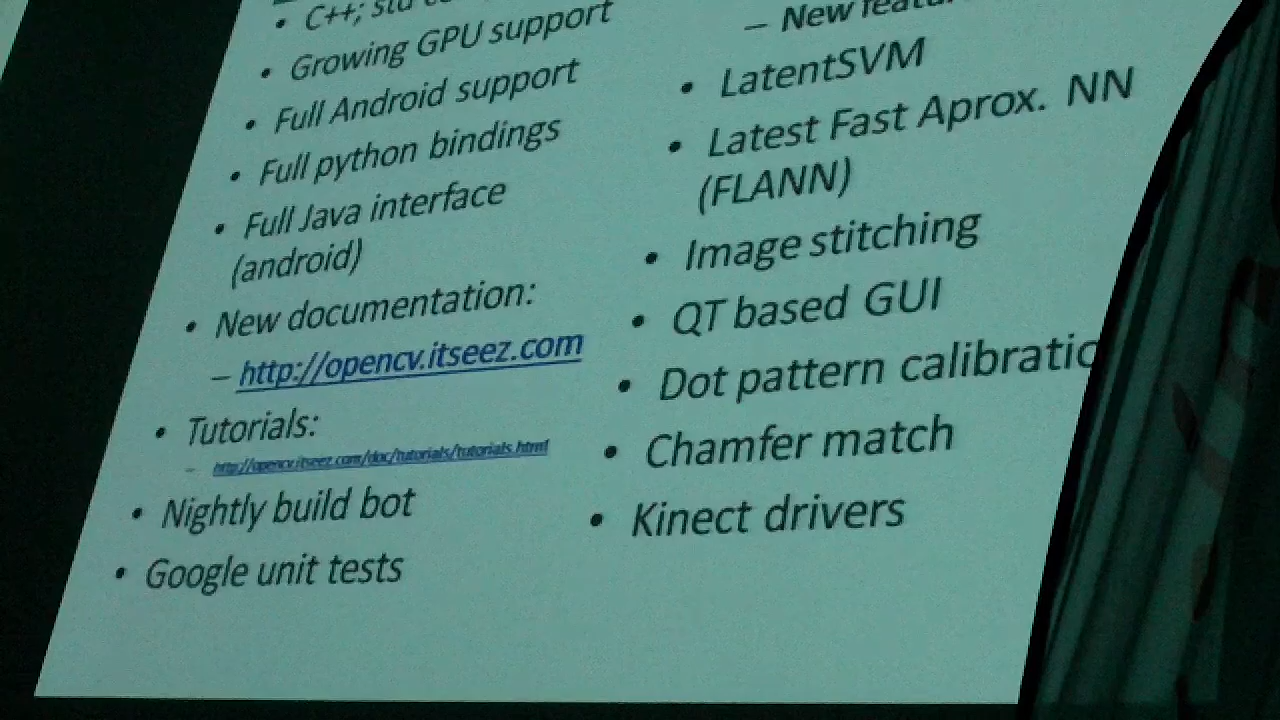 • C++; std
• Growing GPU support
• Full Android support
• Full python bindings
• Full Java interface
(android)
• New documentation:
– http://opencv.itseez.com
• Tutorials:
– http://opencv.itseez.com/doc/tutorials/tutorials.html
• Nightly build bot
• Google unit tests
– New
• LatentSVM
• Latest Fast Aprox. NN
(FLANN)
• Image stitching
• QT based GUI
• Dot pattern calibratio
• Chamfer match
• Kinect drivers